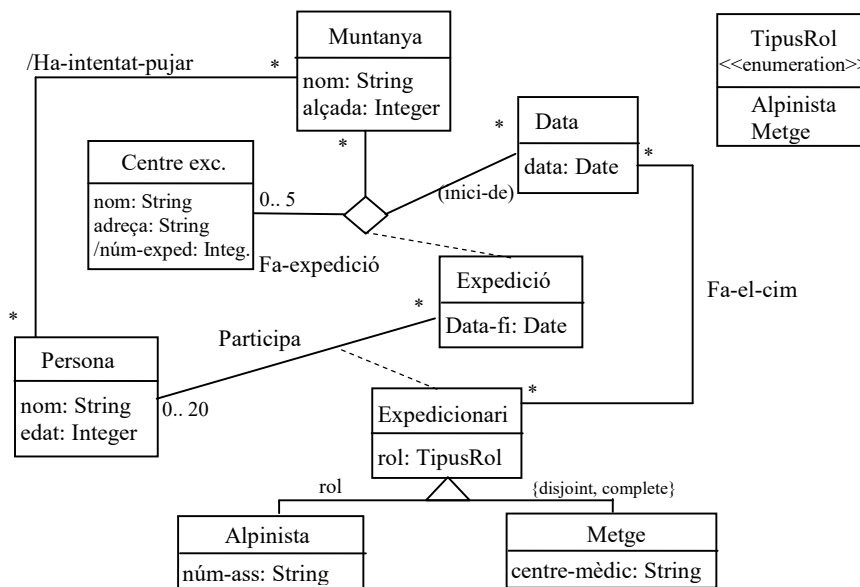 Muntanya
nom: String
alçada: Integer
TipusRol
<<enumeration>>
Alpinista
Metge
/Ha-intentat-pujar
*
*
*
*
Data
data: Date
*
Centre exc.
nom: String
adreça: String
/núm-exped: Integ.
0.. 5
(inici-de)
Fa-expedició
Expedició
Data-fi: Date
Fa-el-cim
*
Participa
*
Persona
nom: String
edat: Integer
0.. 20
Expedicionari
rol: TipusRol
*
rol
{disjoint, complete}
Alpinista
núm-ass: String
Metge
centre-mèdic: String